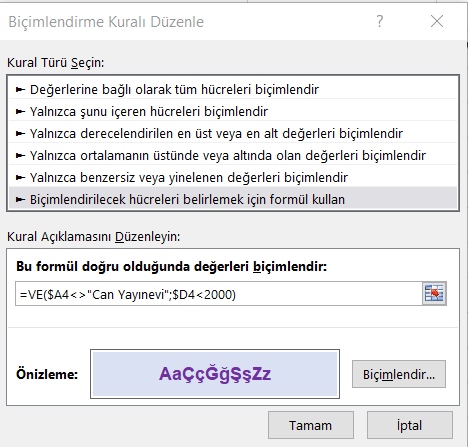 Biçimlendirme Kuralı Düzenle
?
Kural Türü Seçin:
► Değerlerine bağlı olarak tüm hücreleri biçimlendir
► Yalnızca şunu içeren hücreleri biçimlendir
► Yalnızca derecelendirilen en üst veya en alt değerleri biçimlendir
► Yalnızca ortalamanın üstünde veya altında olan değerleri biçimlendir
► Yalnızca benzersiz veya yinelenen değerleri biçimlendir
► Biçimlendirilecek hücreleri belirlemek için formül kullan
Kural Açıklamasını Düzenleyin:
Bu formül doğru olduğunda değerleri biçimlendir:
=VE($A4<>"Can Yayınevi";$D4<2000)
Önizleme: AaÇçĞğŞşZz Biçimlendir...
Tamam İptal